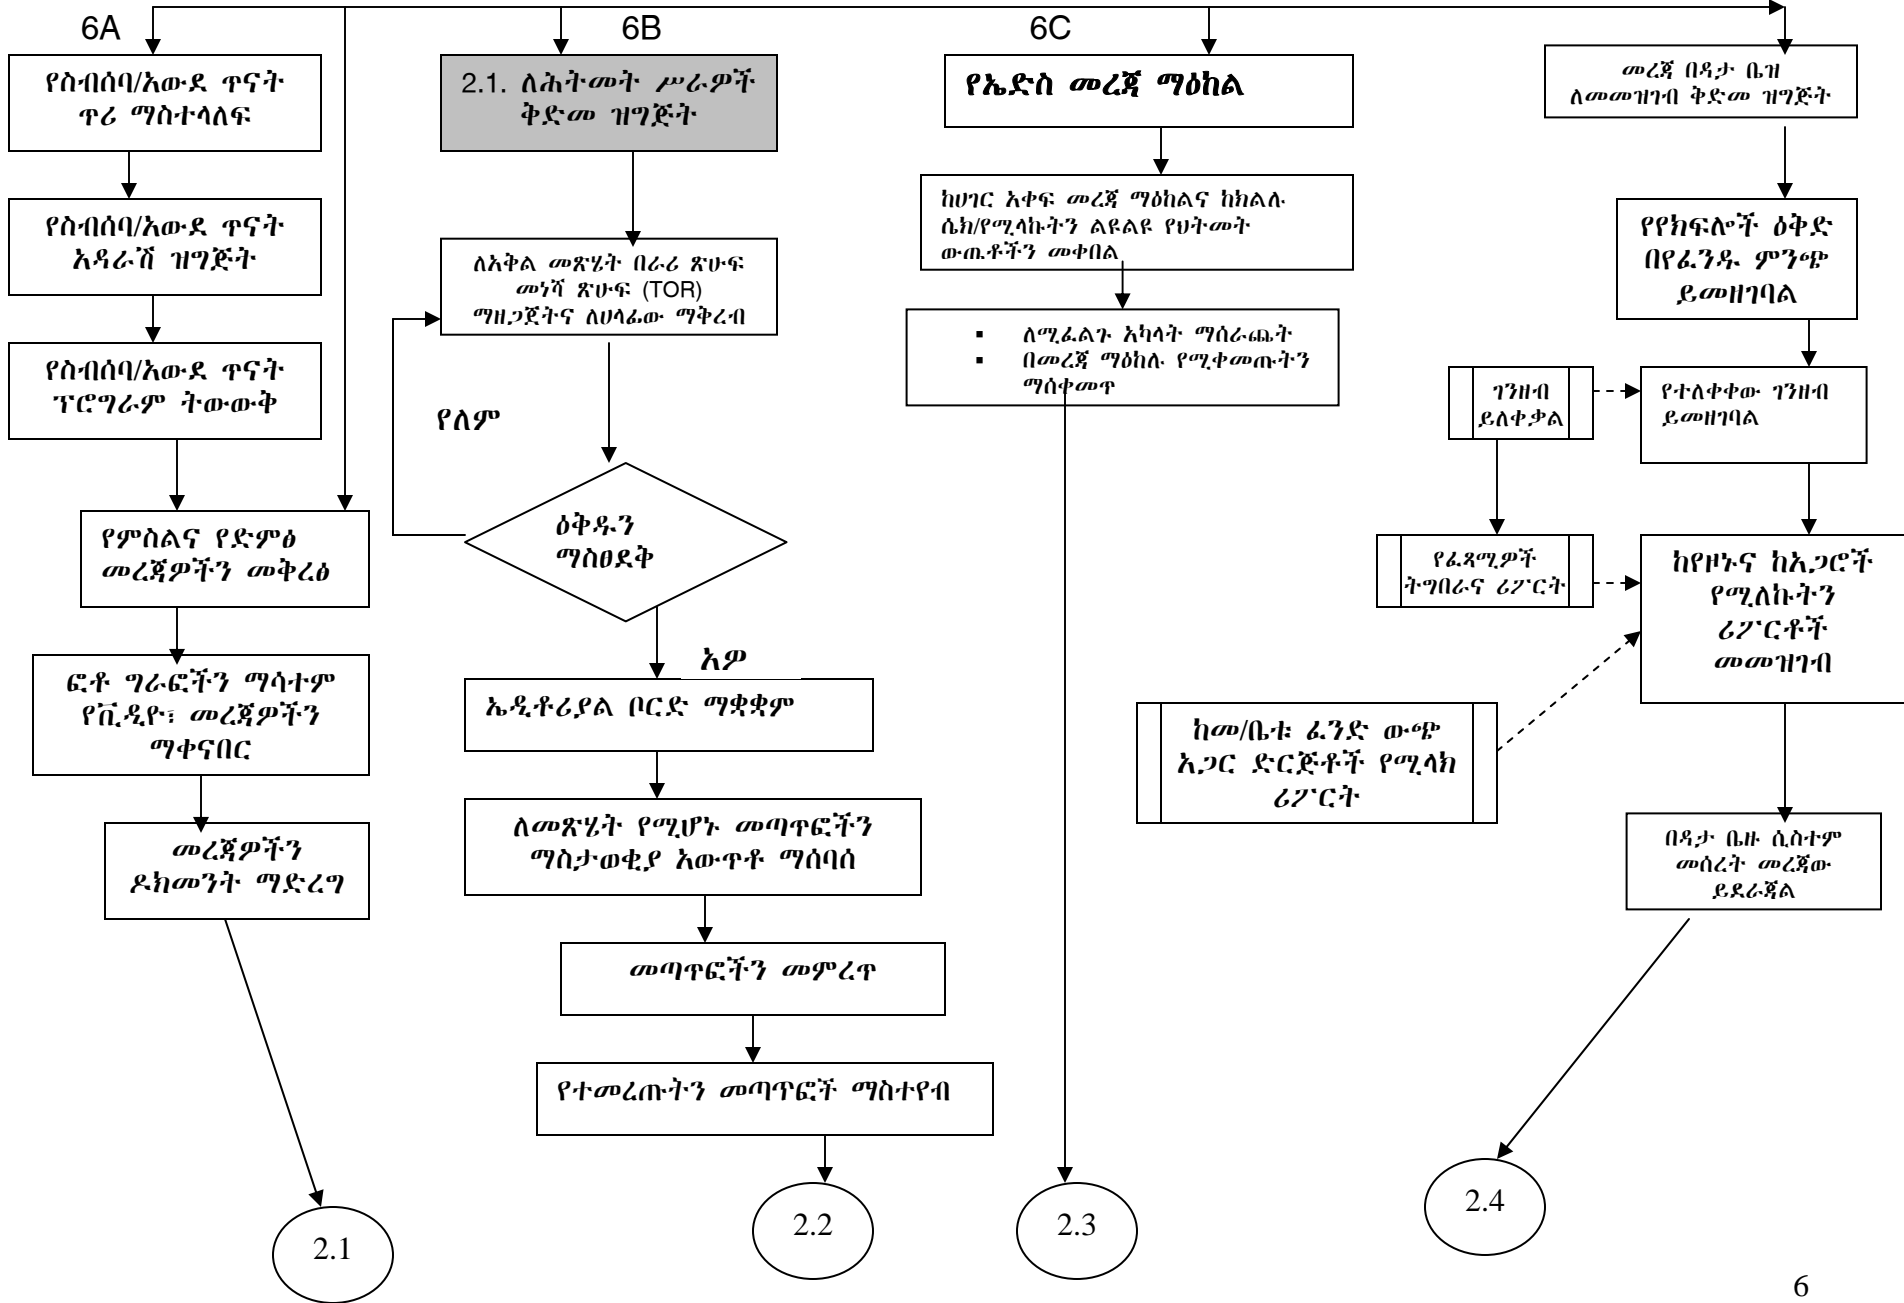 6A
የስብሰባ/አውደ ጥናት
ጥሪ ማስተላለፍ
የስብሰባ/አውደ ጥናት
አዳራሽ ዝግጅት
የስብሰባ/አውደ ጥናት
ፕሮግራም ትውውቅ
የምስልና የድምፅ
መረጃዎችን መቅረፅ
ፎቶ ግራፎችን ማሳተም
የቪዲዮ፣ መረጃዎችን
ማቀናበር
መረጃዎችን
ዶክመንት ማድረግ
2.1
6B
2.1. ለሕትመት ሥራዎች
ቅድመ ዝግጅት
ለአቅል መጽሄት በራሪ ጽሁፍ
መነሻ ጽሁፍ (TOR)
ማዘጋጀትና ለሀላፊው ማቅረብ
የለም
ዕቅዱን
ማስፀደቅ
አዎ
ኤዲቶሪያል ቦርድ ማቋቋም
ለመጽሄት የሚሆኑ መጣጥፎችን
ማስታወቂያ አውጥቶ ማሰባሰ
መጣጥፎችን መምረጥ
የተመረጡትን መጣጥፎች ማስተየብ
2.2
6C
የኤድስ መረጃ ማዕከል
ከሀገር አቀፍ መረጃ ማዕከልና ከክልሉ
ሴክ/የሚላኩትን ልዩልዩ የህትመት
ውጤቶችን መቀበል
▪ ለሚፈልጉ አካላት ማሰራጨት
▪ በመረጃ ማዕከሉ የሚቀመጡትን
ማሰቀመጥ
2.3
መረጃ በዳታ ቤዝ
ለመመዝገብ ቅድመ ዝግጅት
የየክፍሎች ዕቅድ
በየፈንዱ ምንጭ
ይመዘገባል
ገንዘብ
ይለቀቃል
የተለቀቀው ገንዘብ
ይመዘገባል
የፈጻሚዎች
ትግበራና ሪፖርት
ከየዞኑና ከአጋሮች
የሚለኩትን
ሪፖርቶች
መመዝገብ
ከመ/ቤቱ ፈንድ ውጭ
አጋር ድርጅቶች የሚላክ
ሪፖርት
በዳታ ቤዙ ሲስተም
መሰረት መረጃው
ይደራጃል
2.4
6